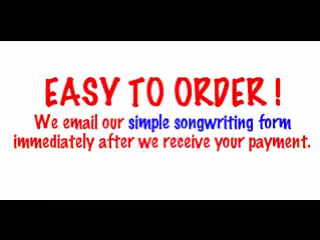 EASY TO ORDER !
We email our simple songwriting form
immediately after we receive your payment.